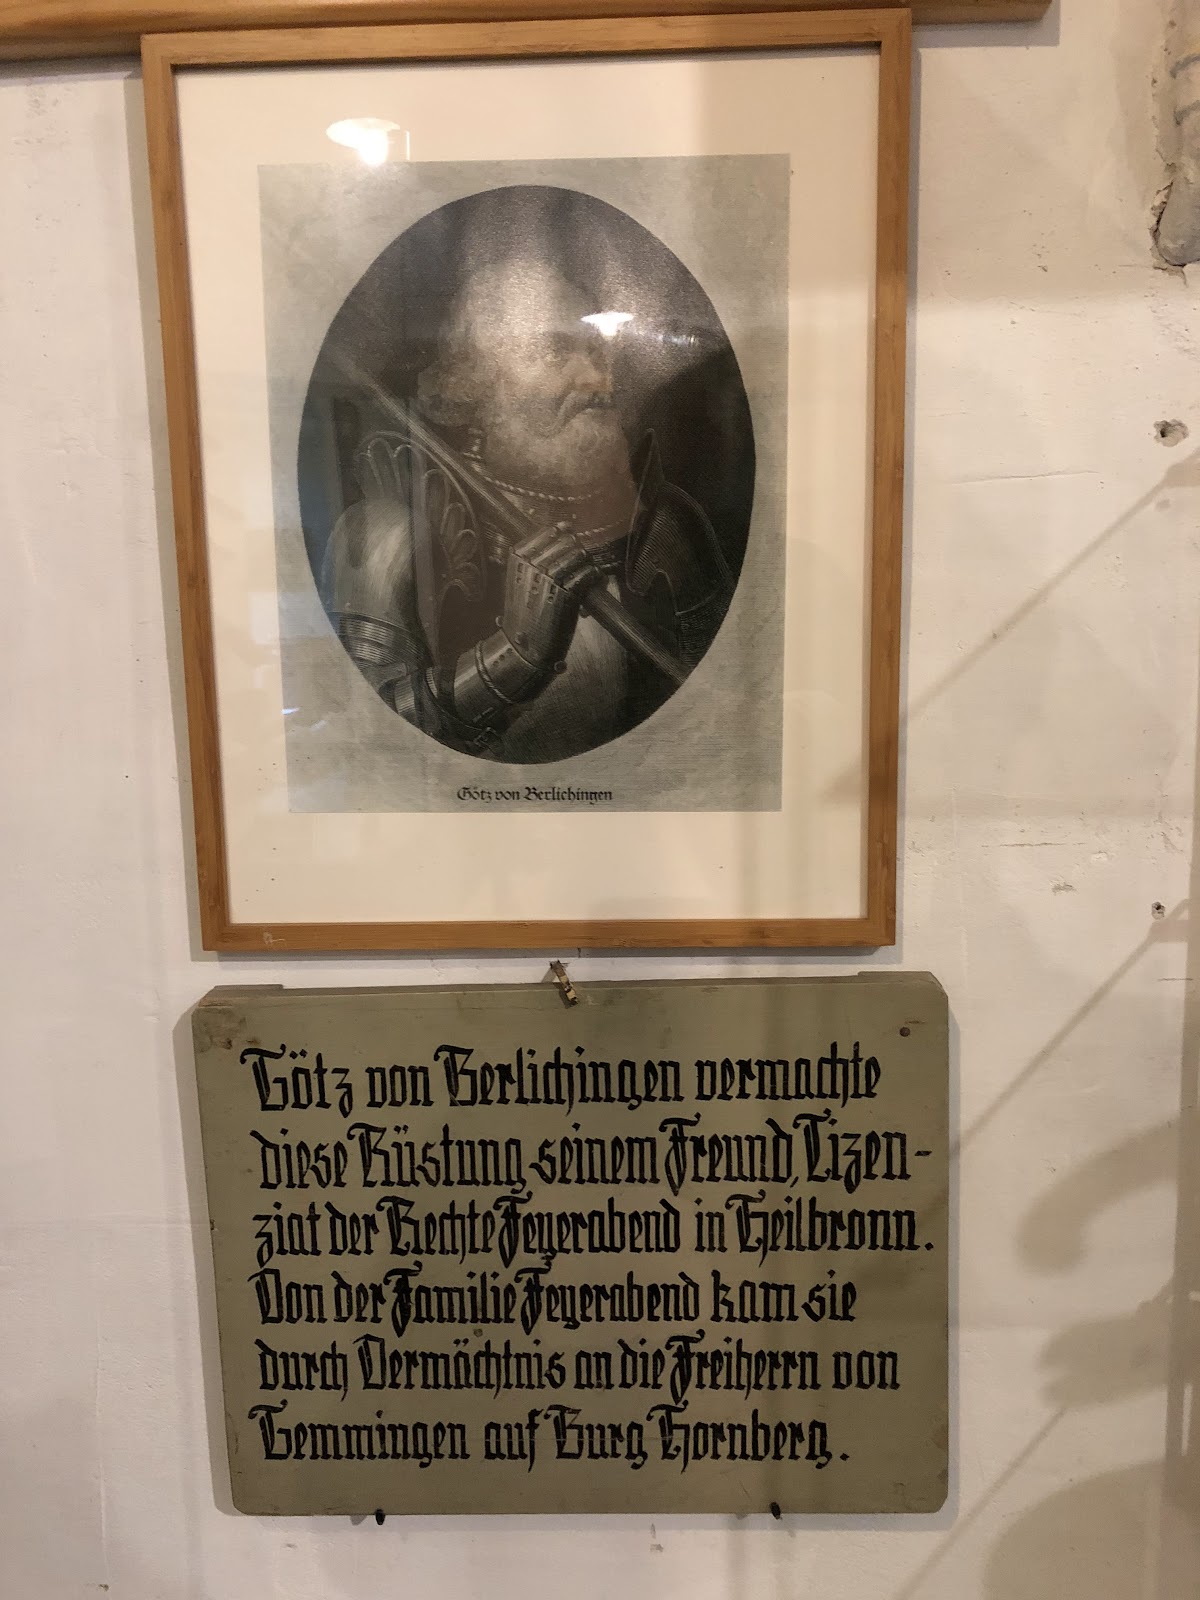 Götz von Berlichingen
Götz von Berlichingen vermachte
diese Rüstung seinem Freund, Lizen-
ziat der Rechte Feyerabend in Heilbronn.
Von der Familie Feyerabend kam sie
durch Vermächtnis an die Freiherrn von
Gemmingen auf Burg Hornberg.